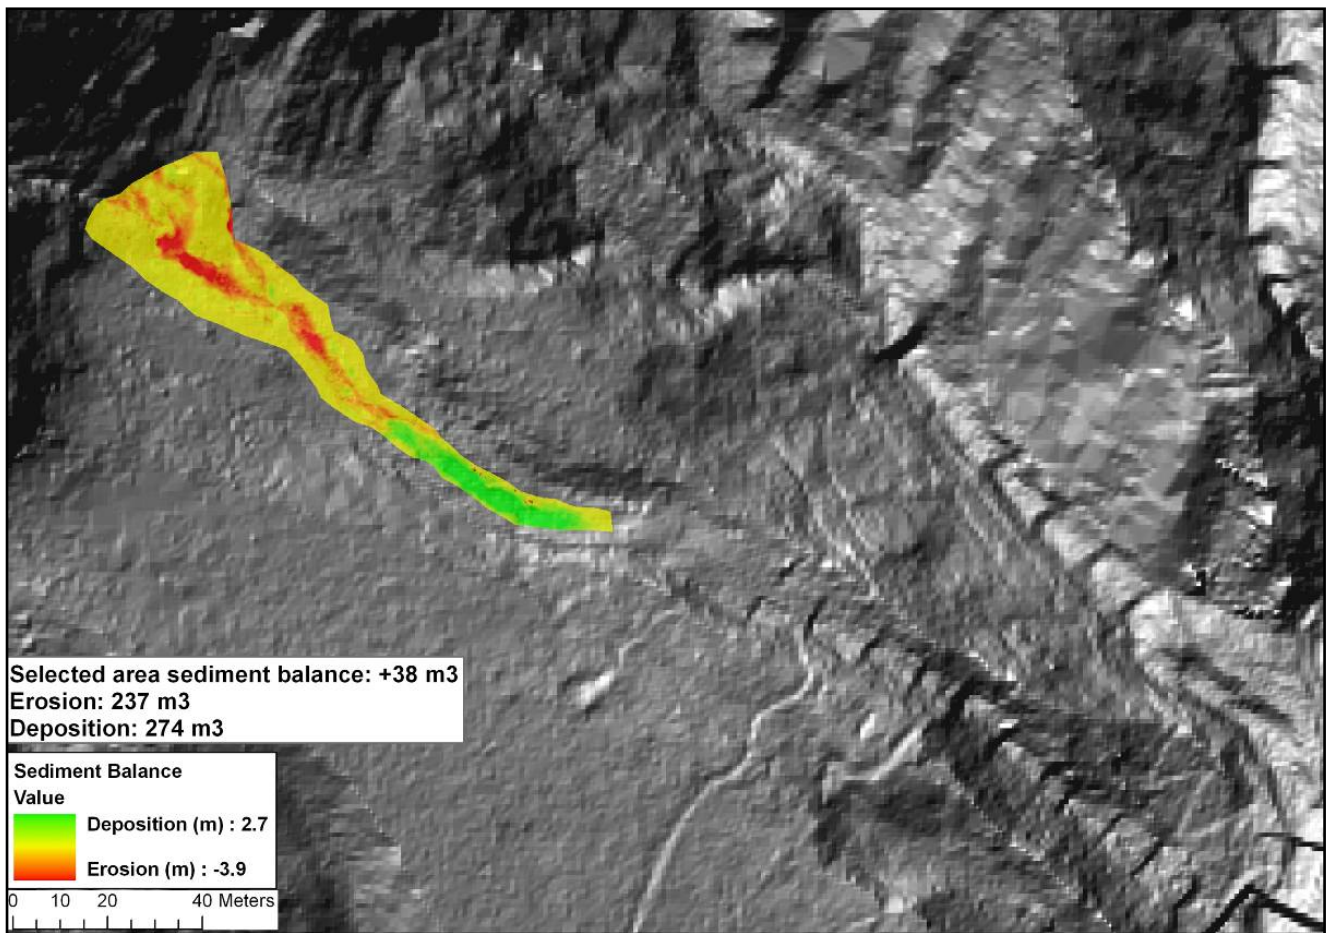 Selected area sediment balance: +38 m3
Erosion: 237 m3
Deposition: 274 m3
Sediment Balance
Value
Deposition (m) : 2.7
Erosion (m) : -3.9
0 10 20 40 Meters